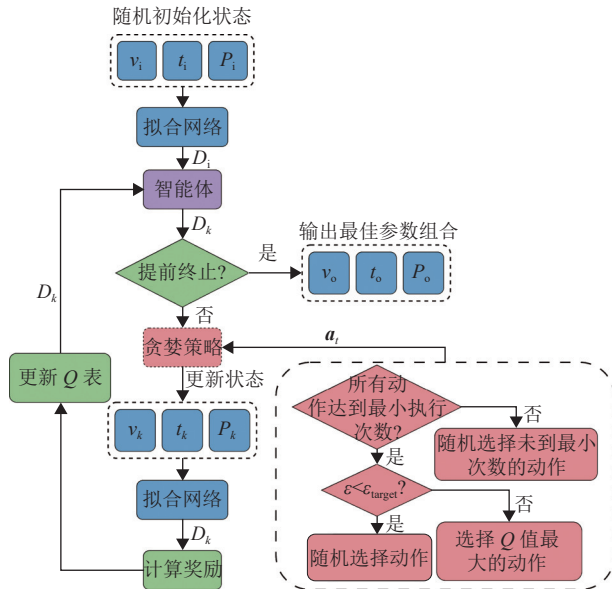 随机初始化状态
v_i t_i P_i
拟合网络
D_i
智能体
D_k
提前终止?
是
输出最佳参数组合
v_o t_o P_o
D_k
否
贪婪策略
a_t
更新 Q 表
更新状态
v_k t_k P_k
拟合网络
D_k
计算奖励
所有动
作达到最小执行
次数?
否
随机选择未到最小
次数的动作
是
ε<ε_target?
否
是
随机选择动作
选择 Q 值最
大的动作